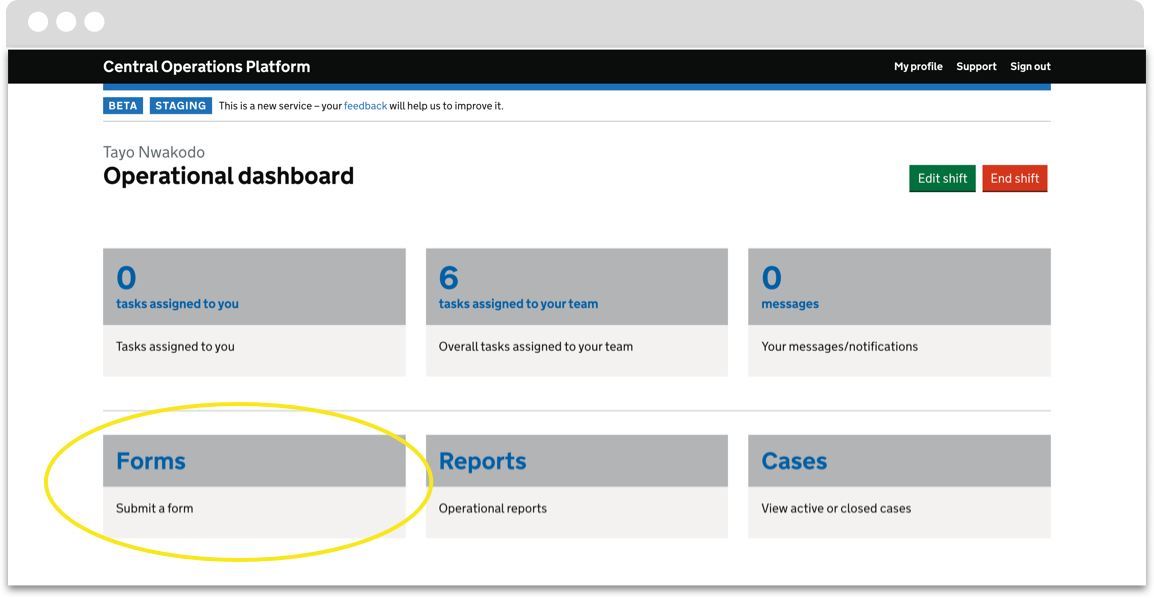 Central Operations Platform My profile Support Sign out
BETA STAGING This is a new service – your feedback will help us to improve it.
Tayo Nwakodo
Operational dashboard
Edit shift End shift
0 6 0
tasks assigned to you tasks assigned to your team messages
Tasks assigned to you Overall tasks assigned to your team Your messages/notifications
Forms Reports Cases
Submit a form Operational reports View active or closed cases